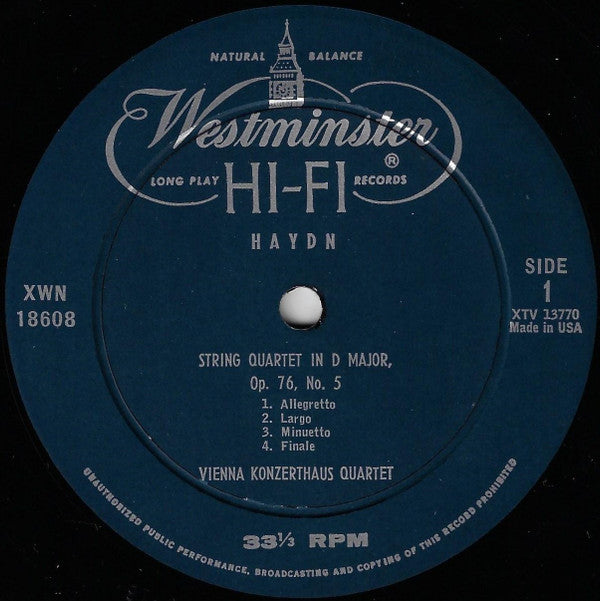 NATURAL BALANCE
Westminster
®
LONG PLAY HI-FI RECORDS
HAYDN
SIDE
1
XTV 13770
Made in USA
XWN
18608
STRING QUARTET IN D MAJOR,
Op. 76, No. 5
1. Allegretto
2. Largo
3. Minuetto
4. Finale
VIENNA KONZERTHAUS QUARTET
33⅓ RPM
UNAUTHORIZED PUBLIC PERFORMANCE, BROADCASTING AND COPYING OF THIS RECORD PROHIBITED